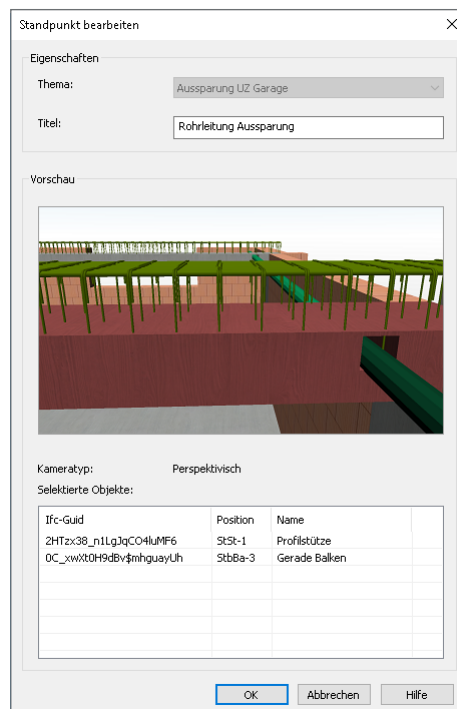 Standpunkt bearbeiten
Eigenschaften
Thema: Aussparung UZ Garage
Titel: Rohrleitung Aussparung
Vorschau
Kameratyp: Perspektivisch
Selektierte Objekte:
Ifc-Guid Position Name
2HTzx38_n1LgJqCO4luMF6 StSt-1 Profilstütze
0C_xwXt0H9dBv$mhguayUh StbBa-3 Gerade Balken
OK Abbrechen Hilfe